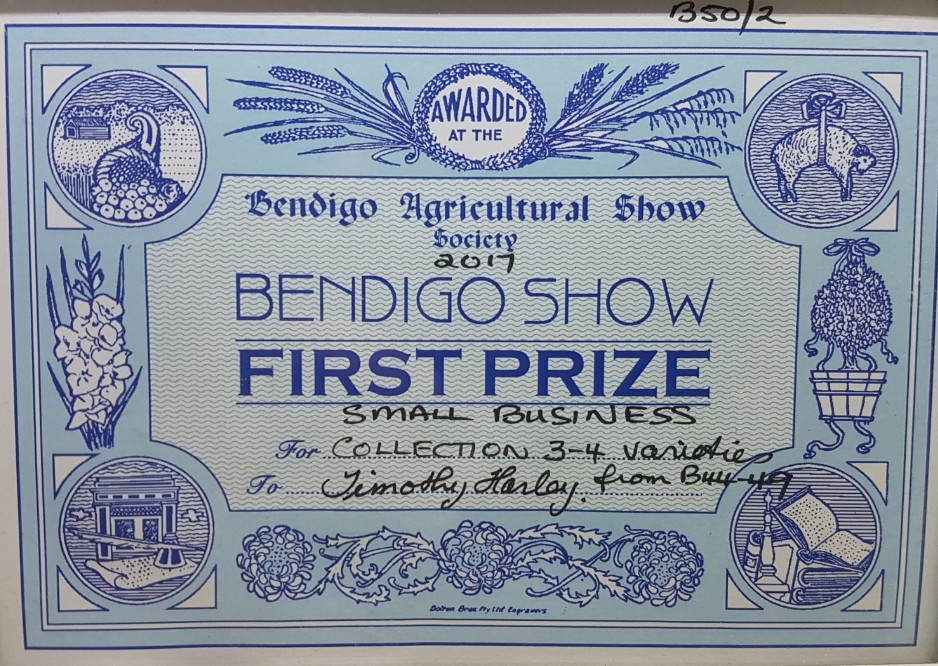 B50/2
AWARDED
AT THE
Bendigo Agricultural Show
Society
2017
BENDIGO SHOW
FIRST PRIZE
SMALL BUSINESS
For COLLECTION 3-4 varieties
To Timothy Harley. from B44-49
Dalton Bros Pty Ltd Engravers